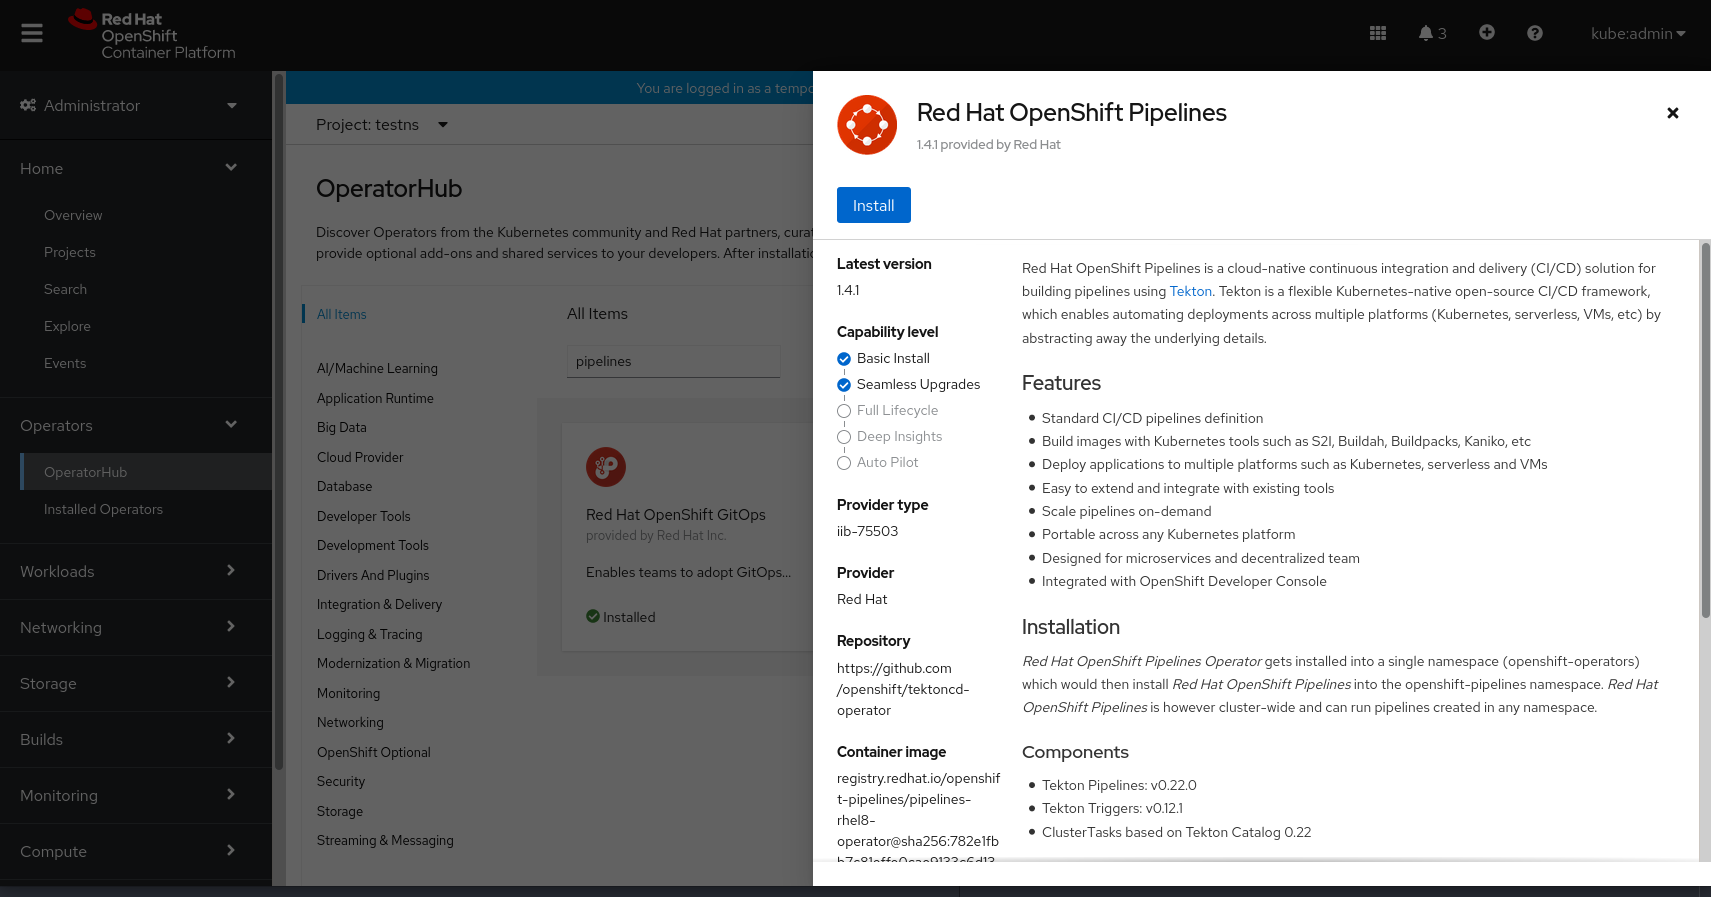 Red Hat
OpenShift
Container Platform
3
kube:admin
Administrator
Home
Overview
Projects
Search
Explore
Events
Operators
OperatorHub
Installed Operators
Workloads
Networking
Storage
Builds
Monitoring
Compute
You are logged in as a tempo
Project: testns
OperatorHub
Discover Operators from the Kubernetes community and Red Hat partners, curat
provide optional add-ons and shared services to your developers. After installatio
All Items
AI/Machine Learning
Application Runtime
Big Data
Cloud Provider
Database
Developer Tools
Development Tools
Drivers And Plugins
Integration & Delivery
Logging & Tracing
Modernization & Migration
Monitoring
Networking
OpenShift Optional
Security
Storage
Streaming & Messaging
All Items
pipelines
Red Hat OpenShift GitOps
provided by Red Hat Inc.
Enables teams to adopt GitOps...
Installed
Red Hat OpenShift Pipelines
1.4.1 provided by Red Hat
Install
Latest version
1.4.1
Capability level
Basic Install
Seamless Upgrades
Full Lifecycle
Deep Insights
Auto Pilot
Provider type
iib-75503
Provider
Red Hat
Repository
https://github.com
/openshift/tektoncd-
operator
Container image
registry.redhat.io/openshif
t-pipelines/pipelines-
rhel8-
operator@sha256:782e1fb
Red Hat OpenShift Pipelines is a cloud-native continuous integration and delivery (CI/CD) solution for
building pipelines using Tekton. Tekton is a flexible Kubernetes-native open-source CI/CD framework,
which enables automating deployments across multiple platforms (Kubernetes, serverless, VMs, etc) by
abstracting away the underlying details.
Features
Standard CI/CD pipelines definition
Build images with Kubernetes tools such as S2I, Buildah, Buildpacks, Kaniko, etc
Deploy applications to multiple platforms such as Kubernetes, serverless and VMs
Easy to extend and integrate with existing tools
Scale pipelines on-demand
Portable across any Kubernetes platform
Designed for microservices and decentralized team
Integrated with OpenShift Developer Console
Installation
Red Hat OpenShift Pipelines Operator gets installed into a single namespace (openshift-operators)
which would then install Red Hat OpenShift Pipelines into the openshift-pipelines namespace. Red Hat
OpenShift Pipelines is however cluster-wide and can run pipelines created in any namespace.
Components
Tekton Pipelines: v0.22.0
Tekton Triggers: v0.12.1
ClusterTasks based on Tekton Catalog 0.22